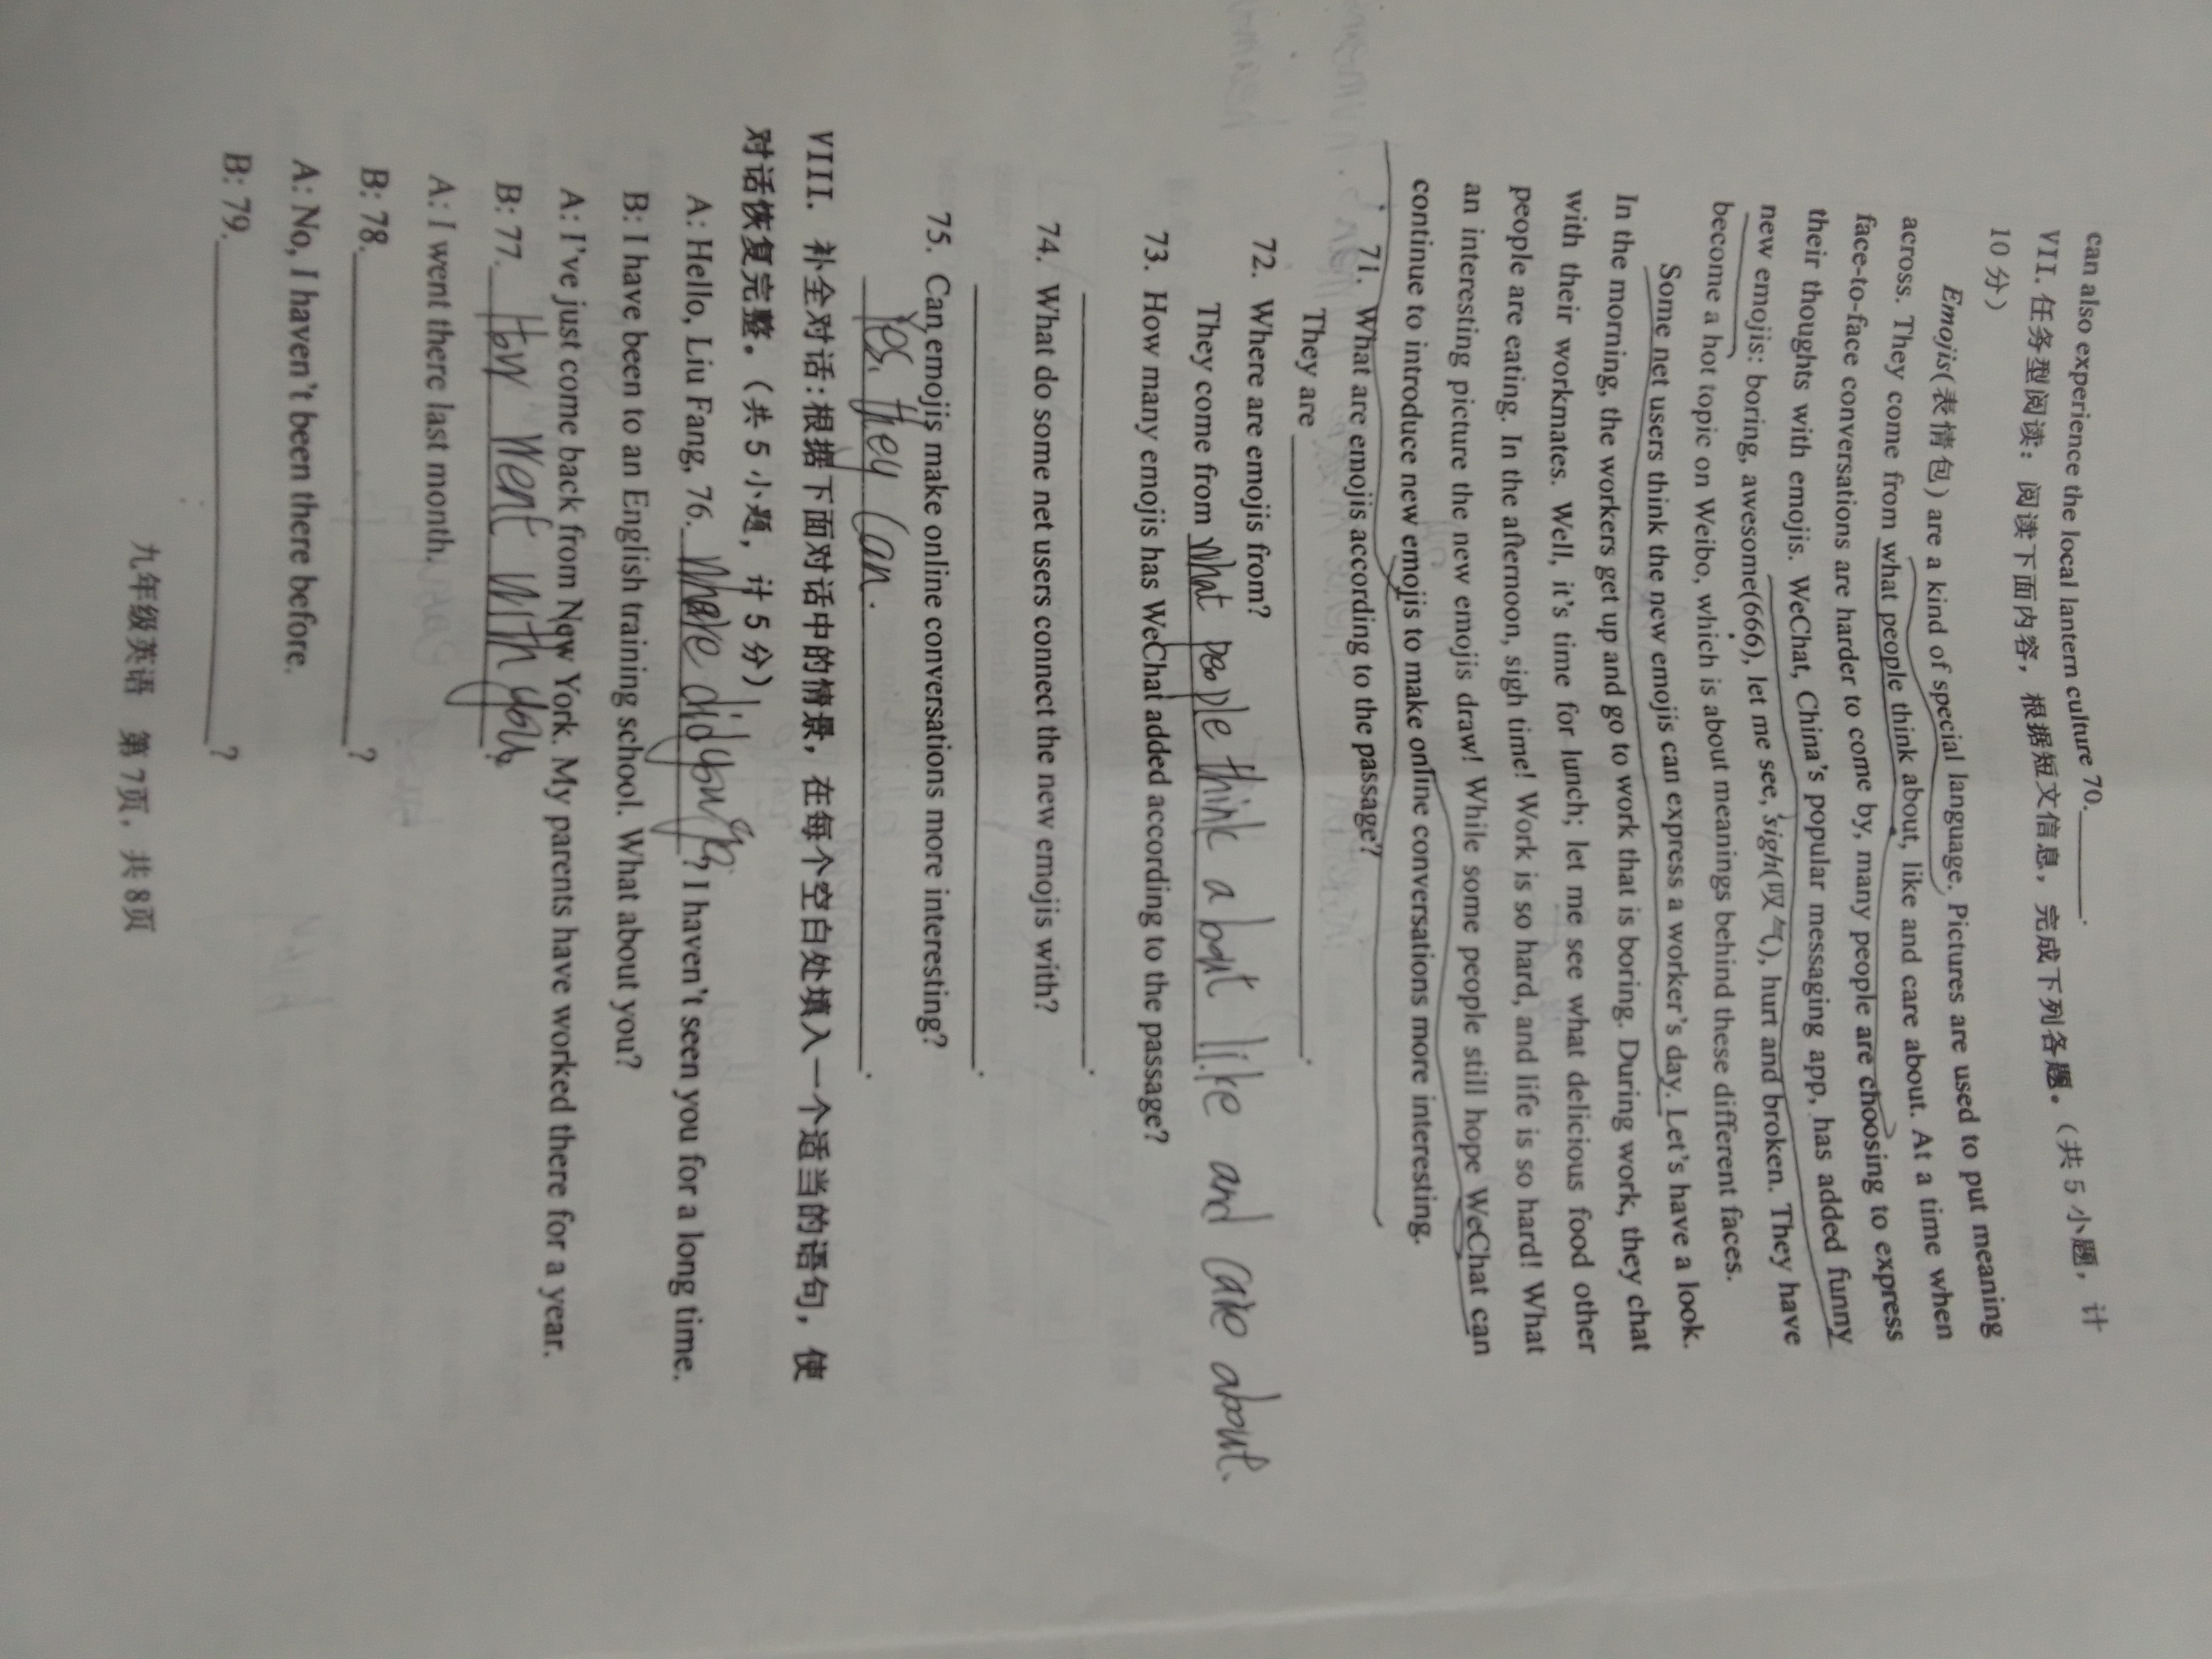 can also experience the local lantern culture 70.________.
VII. 任务型阅读：阅读下面内容，根据短文信息，完成下列各题。（共 5 小题，计
10 分）
Emojis(表情包) are a kind of special language. Pictures are used to put meaning
across. They come from what people think about, like and care about. At a time when
face-to-face conversations are harder to come by, many people are choosing to express
their thoughts with emojis. WeChat, China's popular messaging app, has added funny
new emojis: boring, awesome(666), let me see, sigh(叹气), hurt and broken. They have
become a hot topic on Weibo, which is about meanings behind these different faces.
Some net users think the new emojis can express a worker's day. Let's have a look.
In the morning, the workers get up and go to work that is boring. During work, they chat
with their workmates. Well, it's time for lunch; let me see what delicious food other
people are eating. In the afternoon, sigh time! Work is so hard, and life is so hard! What
an interesting picture the new emojis draw! While some people still hope WeChat can
continue to introduce new emojis to make online conversations more interesting.
71. What are emojis according to the passage?
They are ________.
72. Where are emojis from?
They come from what people think about like and care about.
73. How many emojis has WeChat added according to the passage?
________.
74. What do some net users connect the new emojis with?
________.
75. Can emojis make online conversations more interesting?
Yes. they can.
VIII. 补全对话：根据下面对话中的情景，在每个空白处填入一个适当的语句，使
对话恢复完整。（共 5 小题，计 5 分）
A: Hello, Liu Fang, 76. Where did you go? I haven't seen you for a long time.
B: I have been to an English training school. What about you?
A: I've just come back from New York. My parents have worked there for a year.
B: 77. went with you?
A: I went there last month.
B: 78.________?
A: No, I haven't been there before.
B: 79.________?
九年级英语 第 7页，共 8页